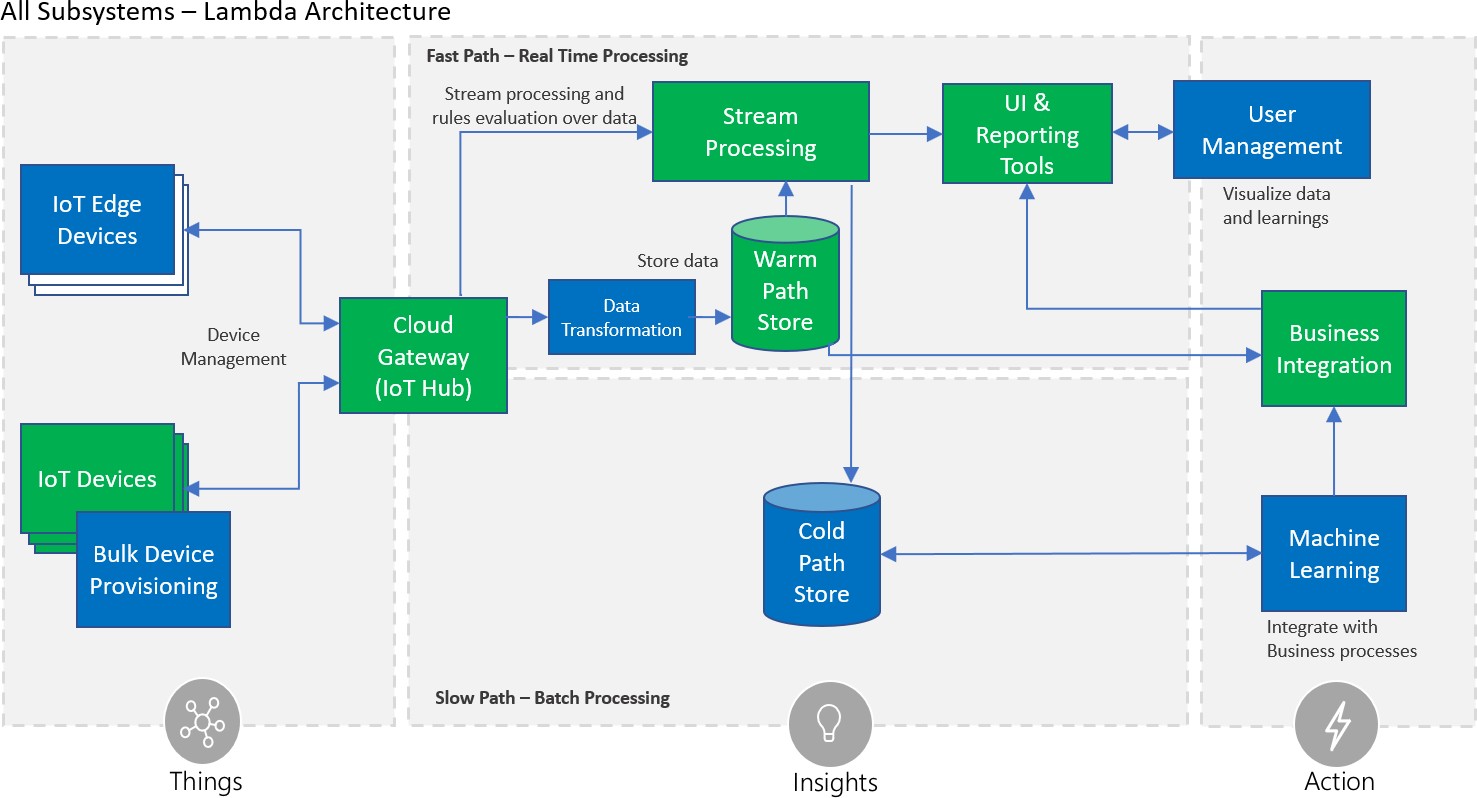 All Subsystems – Lambda Architecture
Fast Path – Real Time Processing
Stream processing and
rules evaluation over data
Stream
Processing
UI &
Reporting
Tools
User
Management
Visualize data
and learnings
IoT Edge
Devices
Store data
Warm
Path
Store
Data
Transformation
Device
Management
Cloud
Gateway
(IoT Hub)
Business
Integration
IoT Devices
Bulk Device
Provisioning
Cold
Path
Store
Machine
Learning
Integrate with
Business processes
Slow Path – Batch Processing
Things
Insights
Action